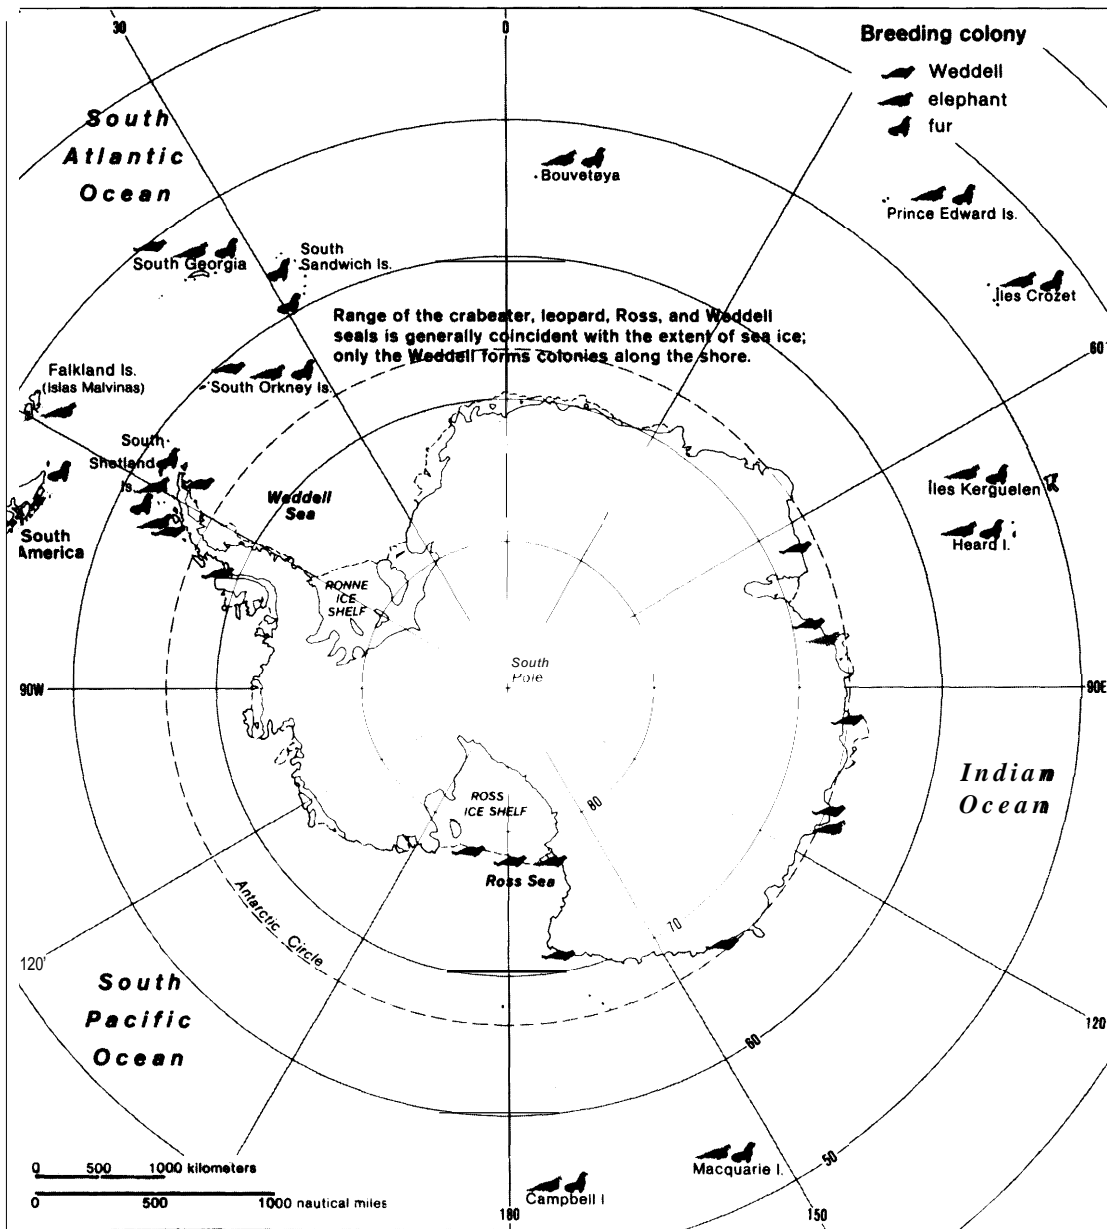 30
0
Breeding colony
Weddell
elephant
fur
South
Atlantic
Ocean
Bouvetøya
Prince Edward Is.
South Georgia
South
Sandwich Is.
Îles Crozet
Range of the crabeater, leopard, Ross, and Weddell
seals is generally coincident with the extent of sea ice;
only the Weddell forms colonies along the shore.
60
Falkland Is.
(Islas Malvinas)
South Orkney Is.
South
Shetland
Is.
Weddell
Sea
Îles Kerguelen
South
America
Heard I.
RONNE
ICE
SHELF
South
Pole
90W
90E
Indian
Ocean
ROSS
ICE SHELF
80
Ross Sea
Antarctic Circle
70
120'
South
Pacific
Ocean
120
60
50
Macquarie I.
0 500 1000 kilometers
0 500 1000 nautical miles
Campbell I
180
150